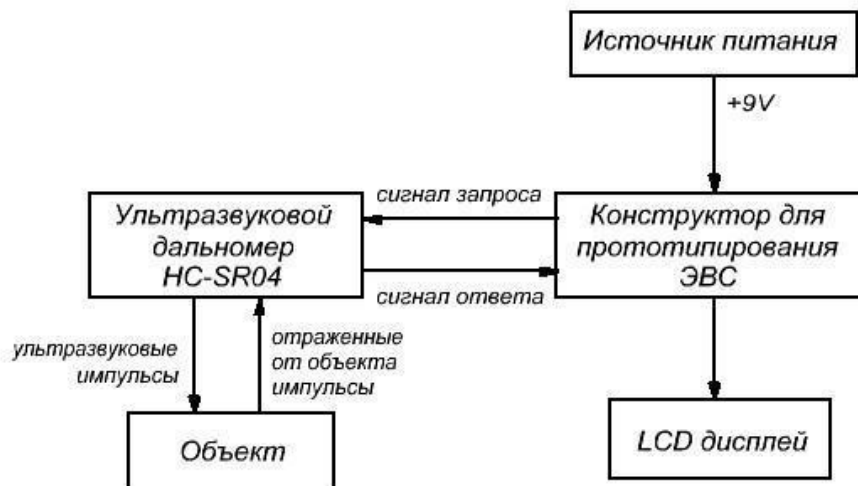 Источник питания
+9V
сигнал запроса
Ультразвуковой
дальномер
HC-SR04
Конструктор для
прототипирования
ЭВС
сигнал ответа
ультразвуковые
импульсы
отраженные
от объекта
импульсы
Объект
LCD дисплей